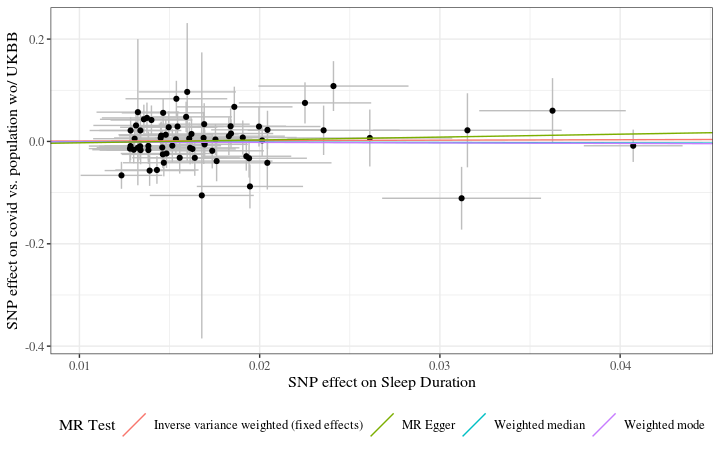 SNP effect on covid vs. population wo/ UKBB
0.2
0.0
-0.2
-0.4
0.01
0.02
0.03
0.04
SNP effect on Sleep Duration
MR Test
Inverse variance weighted (fixed effects)
MR Egger
Weighted median
Weighted mode